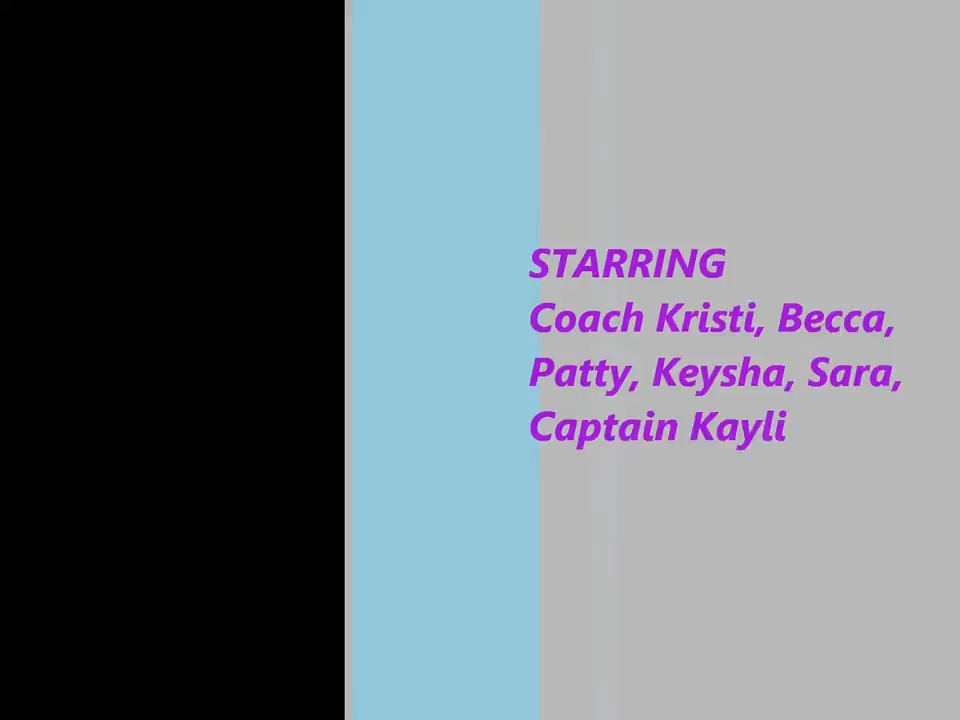 STARRING
Coach Kristi, Becca,
Patty, Keysha, Sara,
Captain Kayli